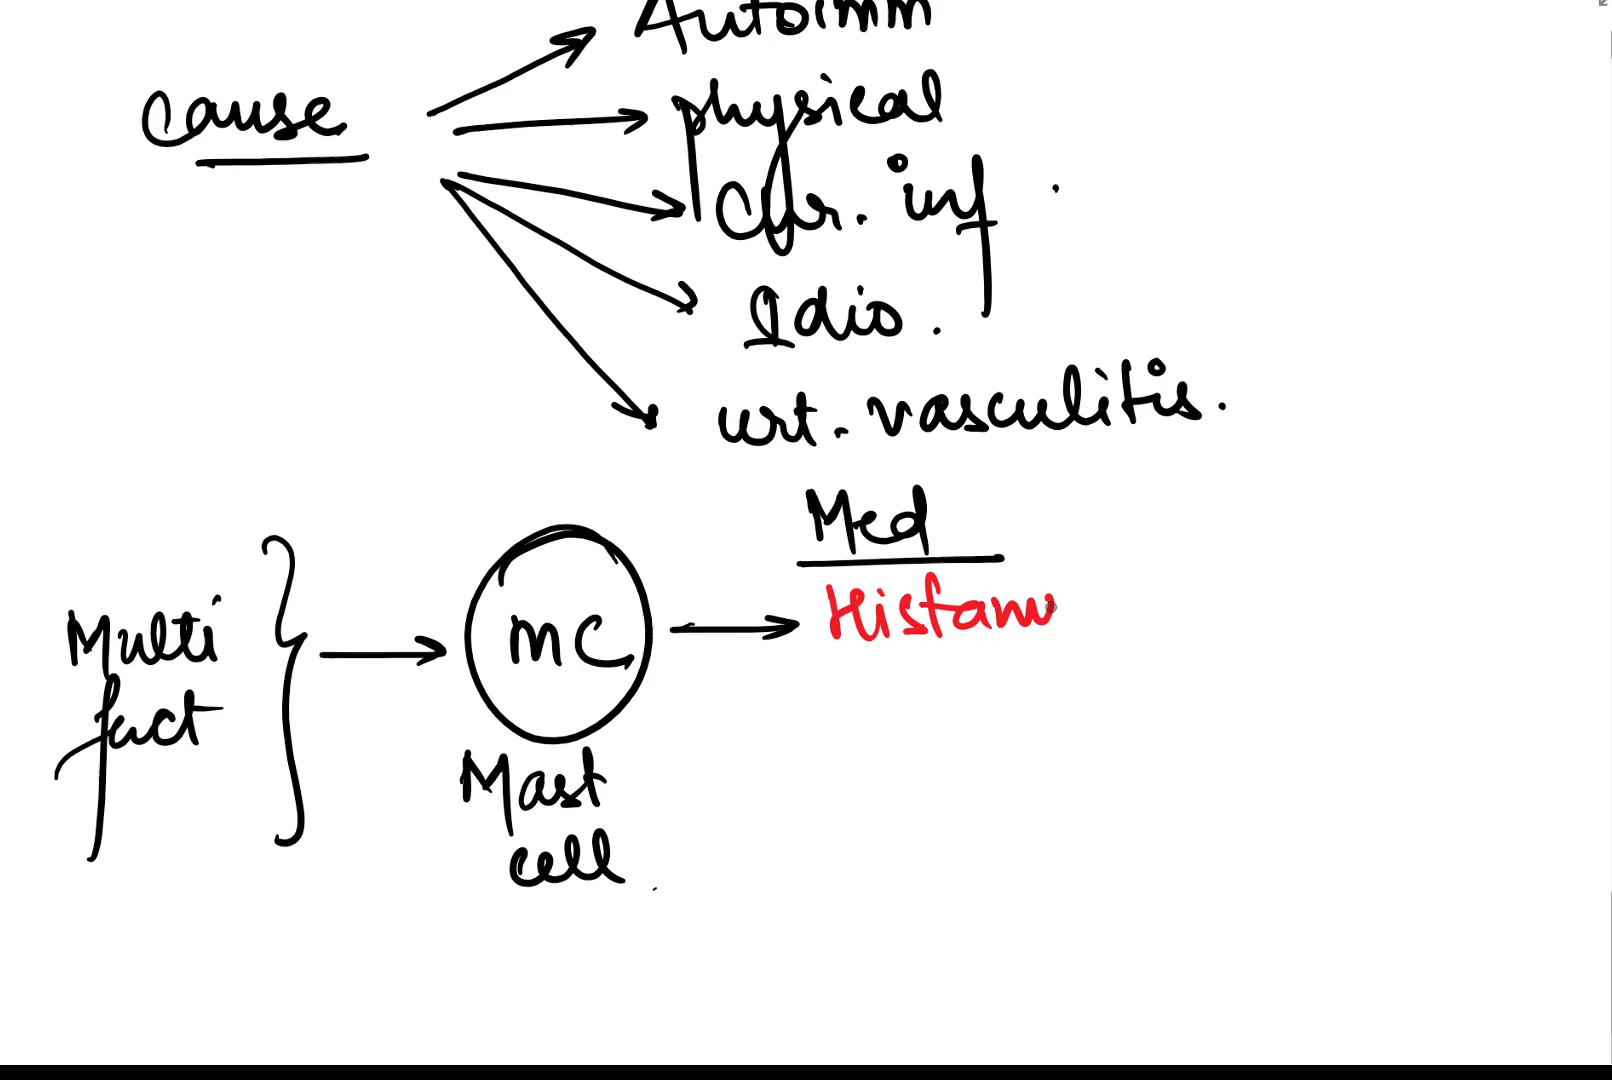 Autoimm
Cause
physical
Chr. inf.
Idio.
urt. vasculitis.
Med
Histam
Multi
fact
MC
Mast
cell